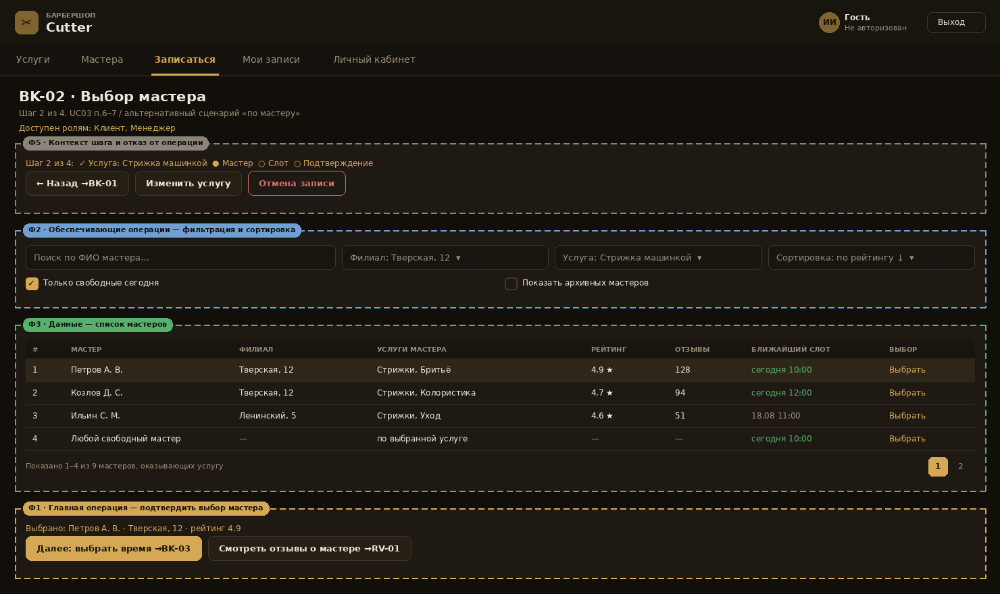 БАРБЕРШОП
✂ Cutter
ИИ Гость
Не авторизован
Выход
Услуги Мастера Записаться Мои записи Личный кабинет
BK-02 · Выбор мастера
Шаг 2 из 4. UC03 п.6–7 / альтернативный сценарий «по мастеру»
Доступен ролям: Клиент, Менеджер
Ф5 · Контекст шага и отказ от операции
Шаг 2 из 4: ✓ Услуга: Стрижка машинкой ● Мастер ○ Слот ○ Подтверждение
← Назад →BK-01 Изменить услугу Отмена записи
Ф2 · Обеспечивающие операции — фильтрация и сортировка
Поиск по ФИО мастера… Филиал: Тверская, 12 ▾ Услуга: Стрижка машинкой ▾ Сортировка: по рейтингу ↓ ▾
✓ Только свободные сегодня Показать архивных мастеров
Ф3 · Данные — список мастеров
# МАСТЕР ФИЛИАЛ УСЛУГИ МАСТЕРА РЕЙТИНГ ОТЗЫВЫ БЛИЖАЙШИЙ СЛОТ ВЫБОР
1 Петров А. В. Тверская, 12 Стрижки, Бритьё 4.9 ★ 128 сегодня 10:00 Выбрать
2 Козлов Д. С. Тверская, 12 Стрижки, Колористика 4.7 ★ 94 сегодня 12:00 Выбрать
3 Ильин С. М. Ленинский, 5 Стрижки, Уход 4.6 ★ 51 18.08 11:00 Выбрать
4 Любой свободный мастер — по выбранной услуге — — сегодня 10:00 Выбрать
Показано 1–4 из 9 мастеров, оказывающих услугу 1 2
Ф1 · Главная операция — подтвердить выбор мастера
Выбрано: Петров А. В. · Тверская, 12 · рейтинг 4.9
Далее: выбрать время →BK-03 Смотреть отзывы о мастере →RV-01